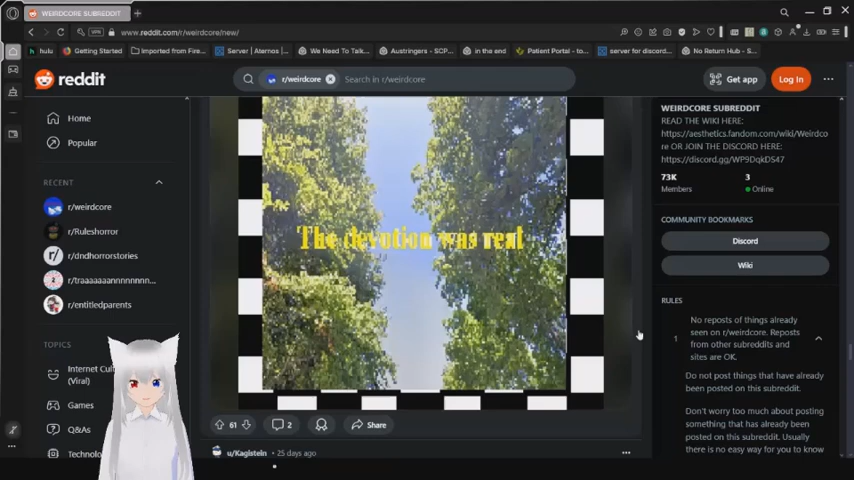 WEIRDCORE SUBREDDIT
www.reddit.com/r/weirdcore/new/
hulu
Getting Started
Imported from Fire...
Server | Aternos |
We Need To Talk...
Austringers - SCP...
in the end
Patient Portal - to...
server for discord...
No Return Hub - S...
reddit
r/weirdcore
Search in r/weirdcore
Get app
Log In
Home
Popular
RECENT
r/weirdcore
r/Ruleshorror
r/dndhorrorstories
r/traaaaaaannnnnnn...
r/entitledparents
TOPICS
Internet Cul
(Viral)
Games
Q&As
Technolo
The devotion was real
61
2
Share
u/Kaglstein • 25 days ago
WEIRDCORE SUBREDDIT
READ THE WIKI HERE:
https://aesthetics.fandom.com/wiki/Weirdco
re OR JOIN THE DISCORD HERE:
https://discord.gg/WP9DqkDS47
73K
3
Members
Online
COMMUNITY BOOKMARKS
Discord
Wiki
RULES
1
No reposts of things already
seen on r/weirdcore. Reposts
from other subreddits and
sites are OK.
Do not post things that have already
been posted on this subreddit.
Don't worry too much about posting
something that has already been
posted on this subreddit. Usually
there is no easy way for you to know